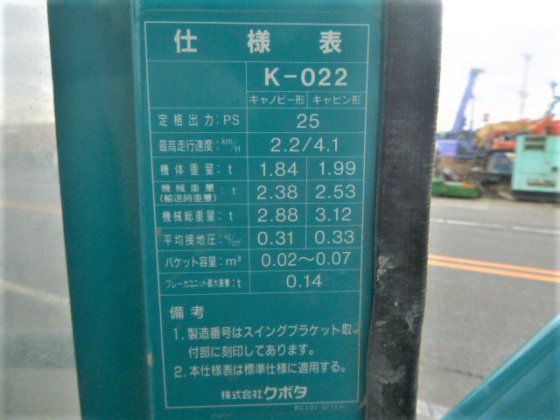 仕様表
K-022
キャノピー形 キャビン形
定格出力:PS 25
最高走行速度:km/H 2.2/4.1
機体重量:t 1.84 1.99
機械重量(輸送時重量):t 2.38 2.53
機械総重量:t 2.88 3.12
平均接地圧:kg/cm² 0.31 0.33
バケット容量:m³ 0.02〜0.07
ブレーカユニット最大重量:t 0.14
備考
1.製造番号はスイングブラケット取
付部に刻印してあります。
2.本仕様表は標準仕様に適用する。
株式会社クボタ